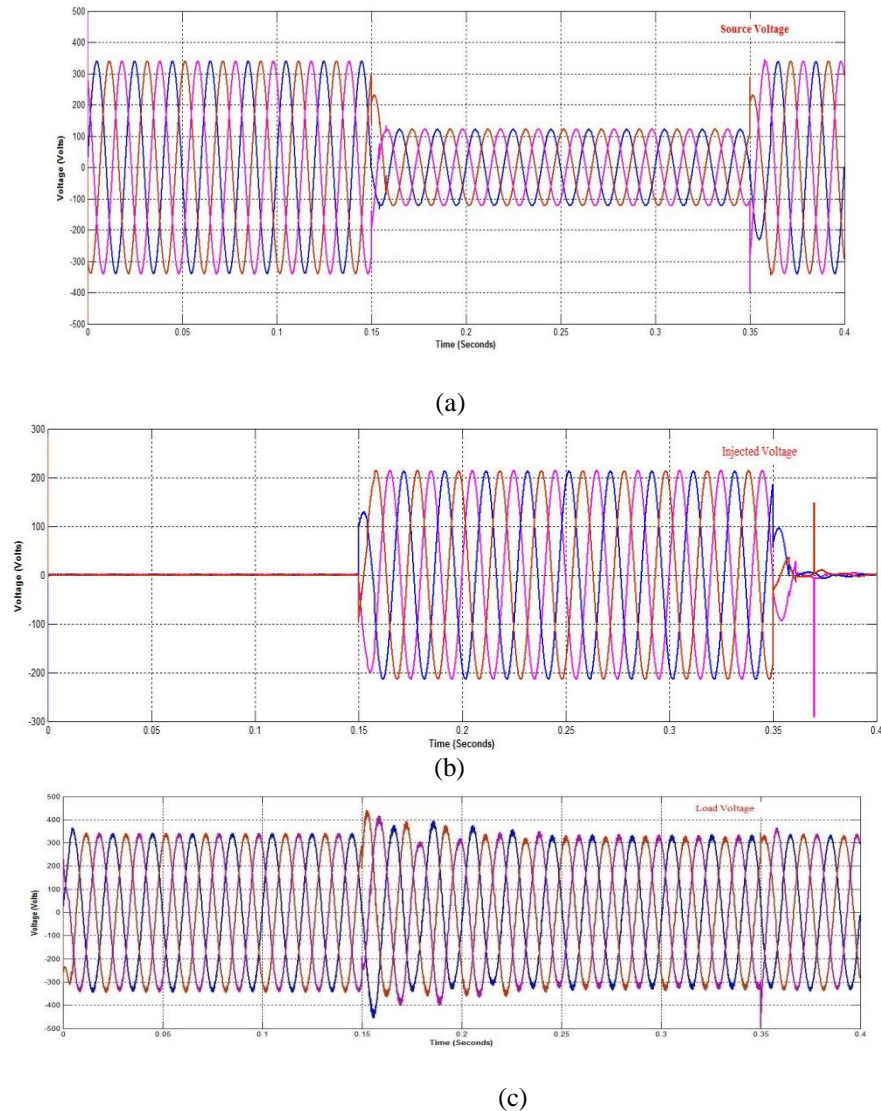 500
Source Voltage
400
300
200
100
0
-100
-200
-300
-400
-500
Voltage (Volts)
0 0.05 0.1 0.15 0.2 0.25 0.3 0.35 0.4
Time (Seconds)
(a)
300
Injected Voltage
200
100
0
-100
-200
-300
Voltage (Volts)
0 0.05 0.1 0.15 0.2 0.25 0.3 0.35 0.4
Time (Seconds)
(b)
500
Load Voltage
400
300
200
100
0
-100
-200
-300
-400
-500
Voltage (Volts)
0 0.05 0.1 0.15 0.2 0.25 0.3 0.35 0.4
Time (Seconds)
(c)